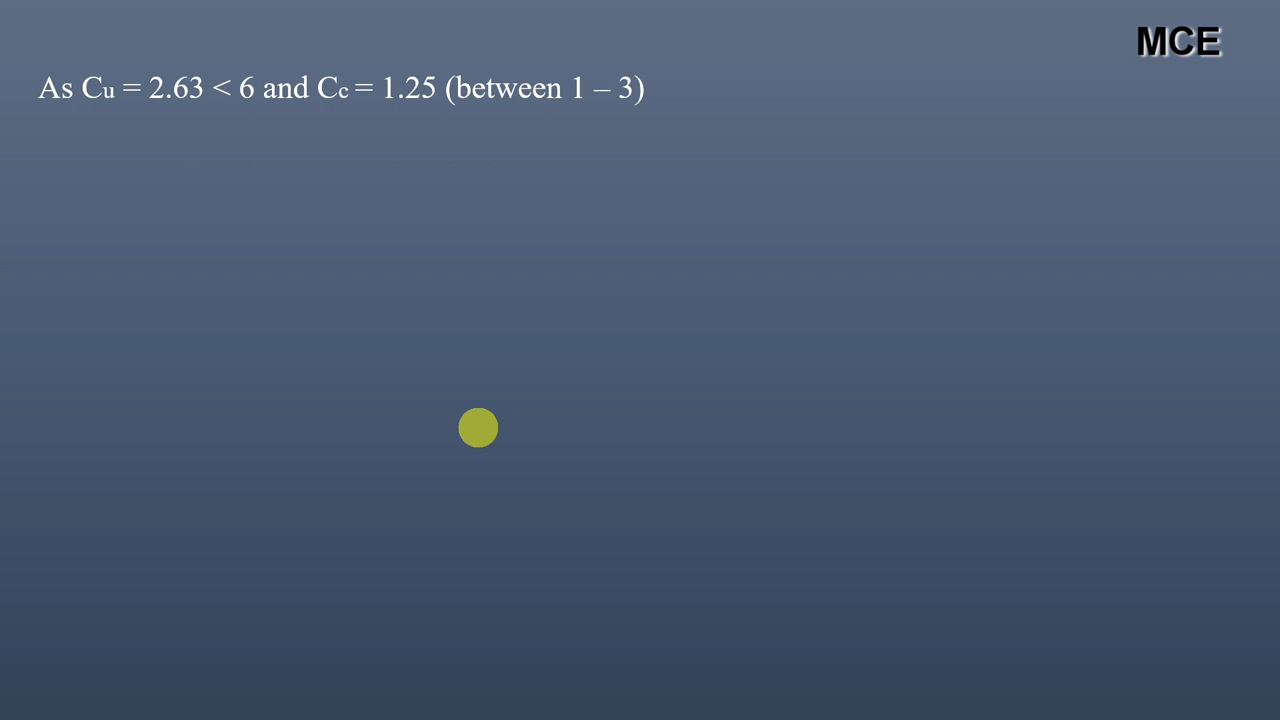 MCE
As Cu = 2.63 < 6 and Cc = 1.25 (between 1 – 3)